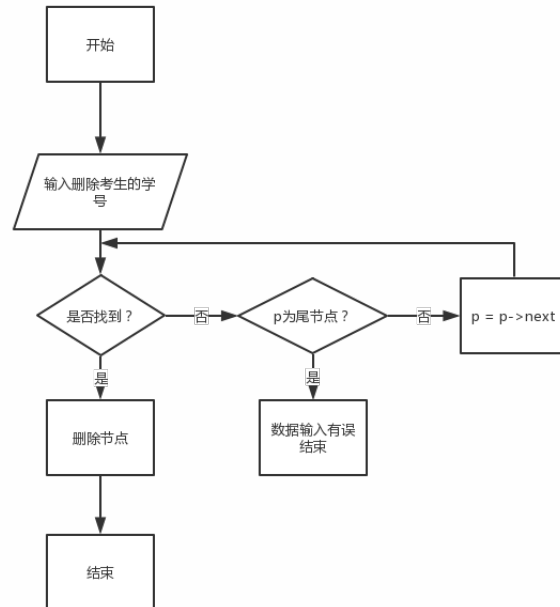 开始
输入删除考生的学
号
是否找到？
否
p为尾节点？
否
p = p->next
是
是
删除节点
数据输入有误
结束
结束